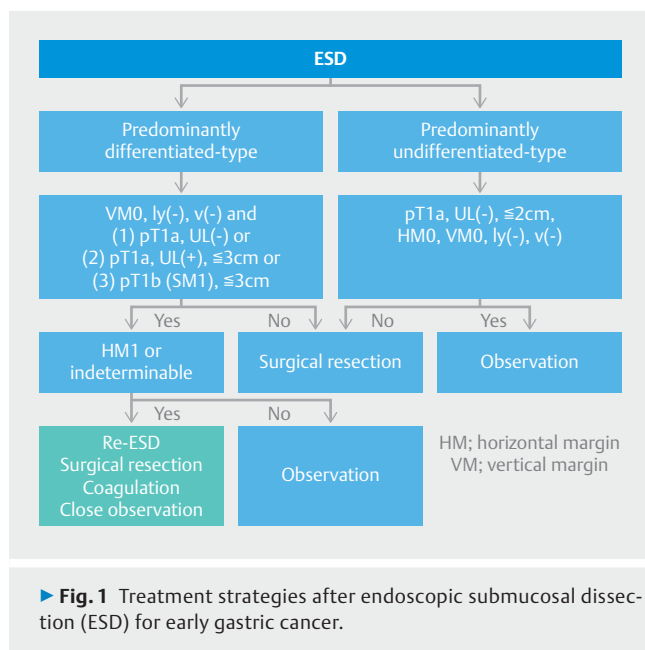 ESD
Predominantly
differentiated-type
Predominantly
undifferentiated-type
VM0, ly(-), v(-) and
(1) pT1a, UL(-) or
(2) pT1a, UL(+), ≦3cm or
(3) pT1b (SM1), ≦3cm
pT1a, UL(-), ≦2cm,
HM0, VM0, ly(-), v(-)
Yes
No
No
Yes
HM1 or
indeterminable
Surgical resection
Observation
Yes
No
Re-ESD
Surgical resection
Coagulation
Close observation
Observation
HM; horizontal margin
VM; vertical margin
▶ Fig. 1 Treatment strategies after endoscopic submucosal dissec-
tion (ESD) for early gastric cancer.